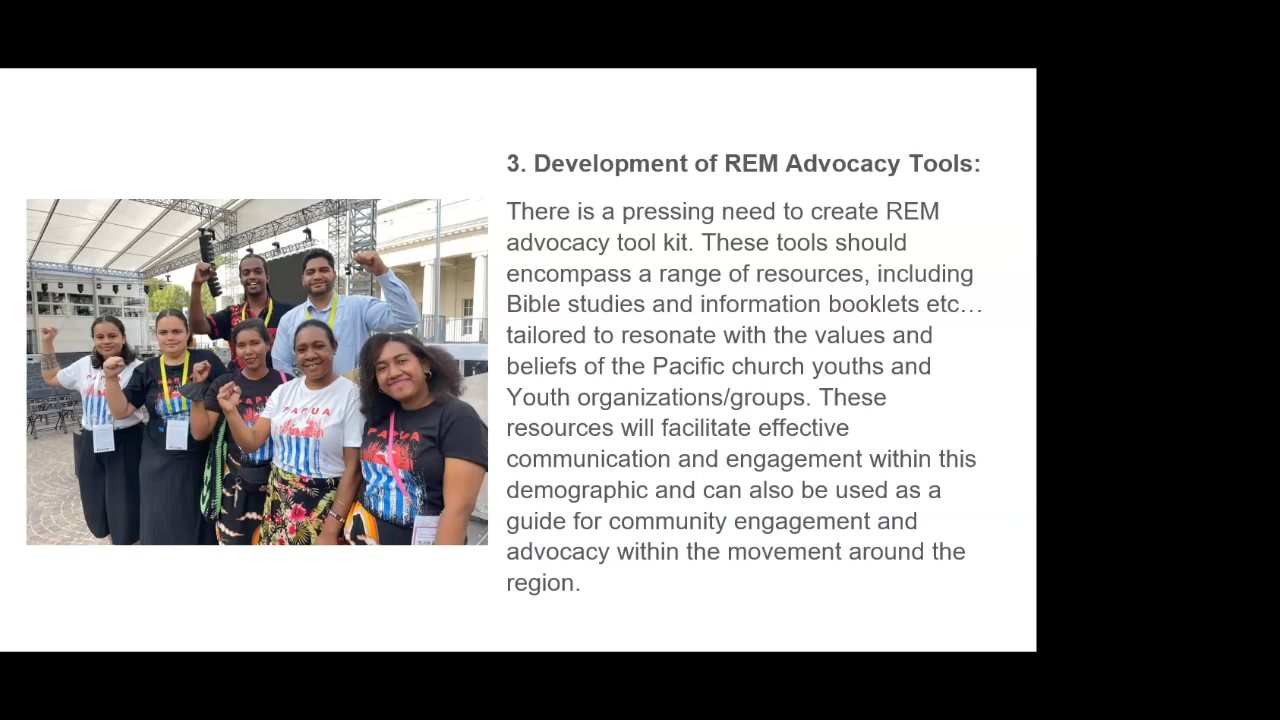 3. Development of REM Advocacy Tools:
There is a pressing need to create REM
advocacy tool kit. These tools should
encompass a range of resources, including
Bible studies and information booklets etc…
tailored to resonate with the values and
beliefs of the Pacific church youths and
Youth organizations/groups. These
resources will facilitate effective
communication and engagement within this
demographic and can also be used as a
guide for community engagement and
advocacy within the movement around the
region.
PAPUA
PAPUA